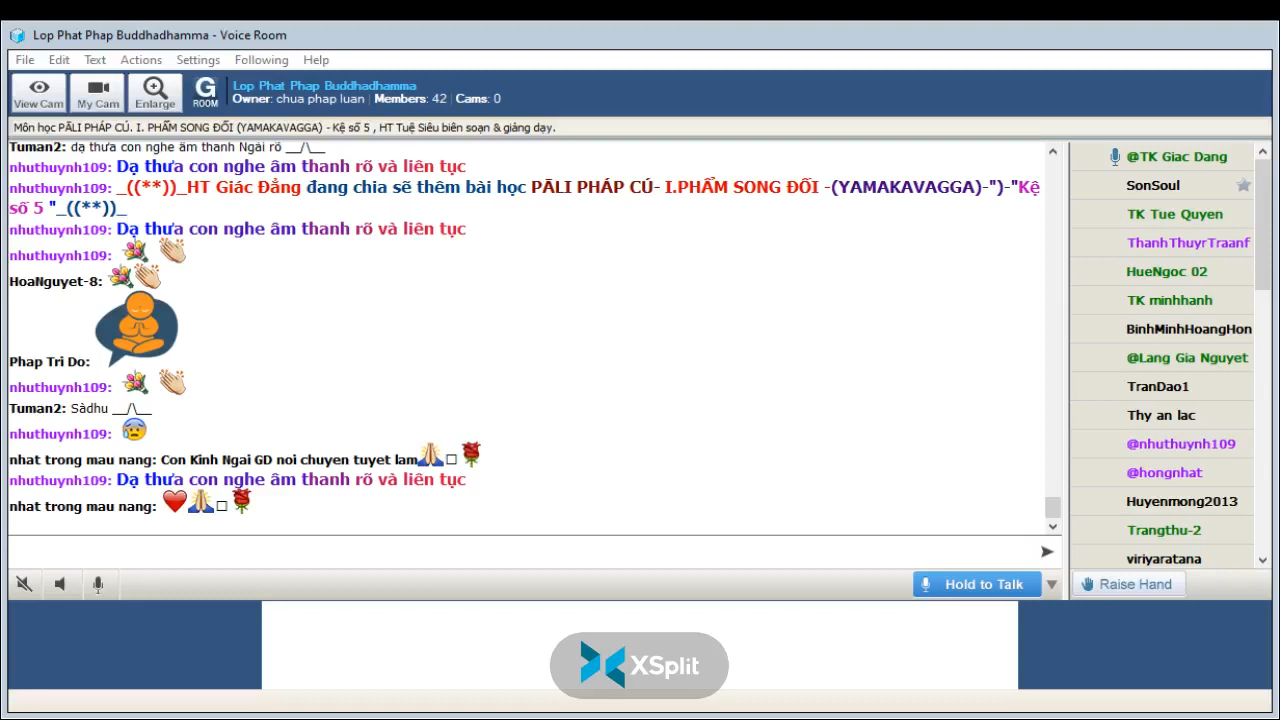 Lop Phat Phap Buddhadhamma - Voice Room
File Edit Text Actions Settings Following Help
View Cam My Cam Enlarge G ROOM
Lop Phat Phap Buddhadhamma
Owner: chua phap luan | Members: 42 | Cams: 0
Môn học PĀLI PHÁP CÚ. I. PHẨM SONG ĐỐI (YAMAKAVAGGA) - Kệ số 5 , HT Tuệ Siêu biên soạn & giảng dạy.
Tuman2: dạ thưa con nghe âm thanh Ngài rõ __/\__
nhuthuynh109: Dạ thưa con nghe âm thanh rõ và liên tục
nhuthuynh109: _((**))_HT Giác Đẳng đang chia sẽ thêm bài học PĀLI PHÁP CÚ- I.PHẨM SONG ĐỐI -(YAMAKAVAGGA)-")-"Kệ
số 5 "_((**))_
nhuthuynh109: Dạ thưa con nghe âm thanh rõ và liên tục
nhuthuynh109:
HoaNguyet-8:
Phap Tri Do:
nhuthuynh109:
Tuman2: Sàdhu __/\__
nhuthuynh109:
nhat trong mau nang: Con Kinh Ngai GD noi chuyen tuyet lam
nhuthuynh109: Dạ thưa con nghe âm thanh rõ và liên tục
nhat trong mau nang:
@TK Giac Dang
SonSoul
TK Tue Quyen
ThanhThuyrTraanf
HueNgoc 02
TK minhhanh
BinhMinhHoangHon
@Lang Gia Nguyet
TranDao1
Thy an lac
@nhuthuynh109
@hongnhat
Huyenmong2013
Trangthu-2
viriyaratana
Hold to Talk
Raise Hand
XSplit